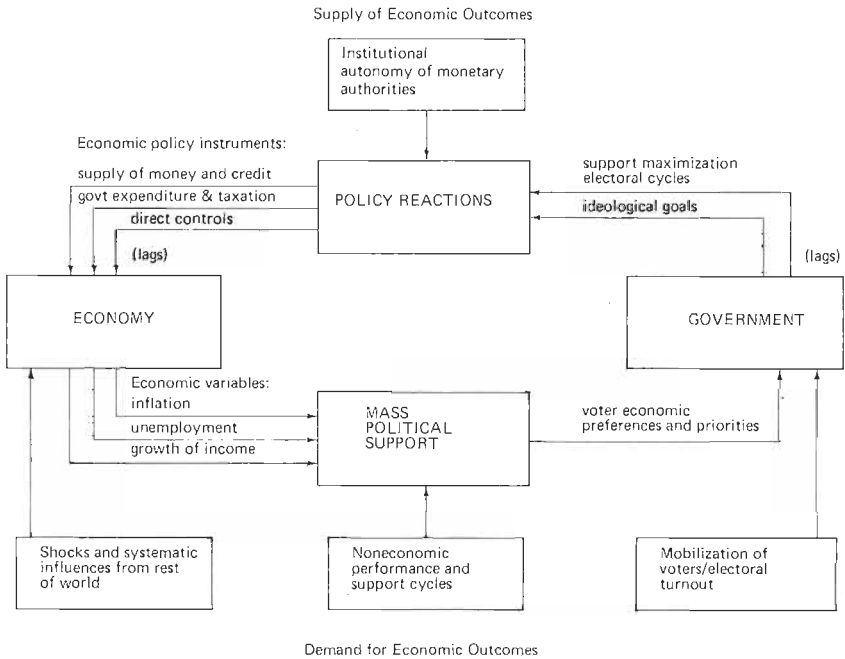 Supply of Economic Outcomes
Institutional
autonomy of monetary
authorities
Economic policy instruments:
supply of money and credit
govt expenditure & taxation
direct controls
(lags)
POLICY REACTIONS
support maximization
electoral cycles
ideological goals
(lags)
ECONOMY
GOVERNMENT
Economic variables:
inflation
unemployment
growth of income
MASS
POLITICAL
SUPPORT
voter economic
preferences and priorities
Shocks and systematic
influences from rest
of world
Noneconomic
performance and
support cycles
Mobilization of
voters/electoral
turnout
Demand for Economic Outcomes